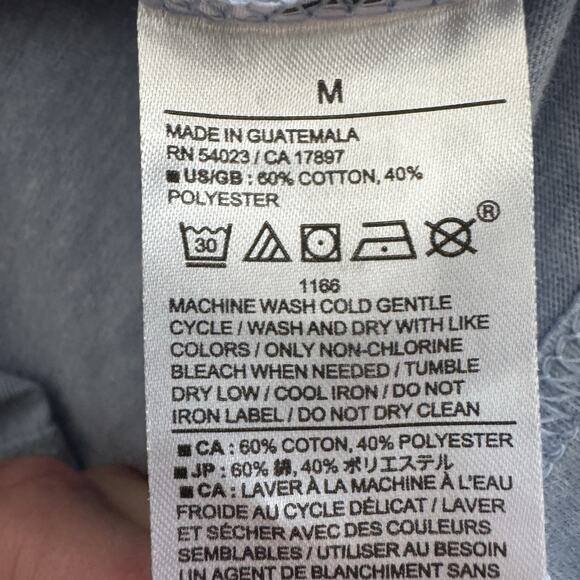 M
MADE IN GUATEMALA
RN 54023 / CA 17897
■ US/GB : 60% COTTON, 40%
POLYESTER
30
®
1166
MACHINE WASH COLD GENTLE
CYCLE / WASH AND DRY WITH LIKE
COLORS / ONLY NON-CHLORINE
BLEACH WHEN NEEDED / TUMBLE
DRY LOW / COOL IRON / DO NOT
IRON LABEL / DO NOT DRY CLEAN
■ CA : 60% COTON, 40% POLYESTER
■ JP : 60% 綿, 40% ポリエステル
■ CA : LAVER À LA MACHINE À L'EAU
FROIDE AU CYCLE DÉLICAT / LAVER
ET SÉCHER AVEC DES COULEURS
SEMBLABLES / UTILISER AU BESOIN
UN AGENT DE BLANCHIMENT SANS